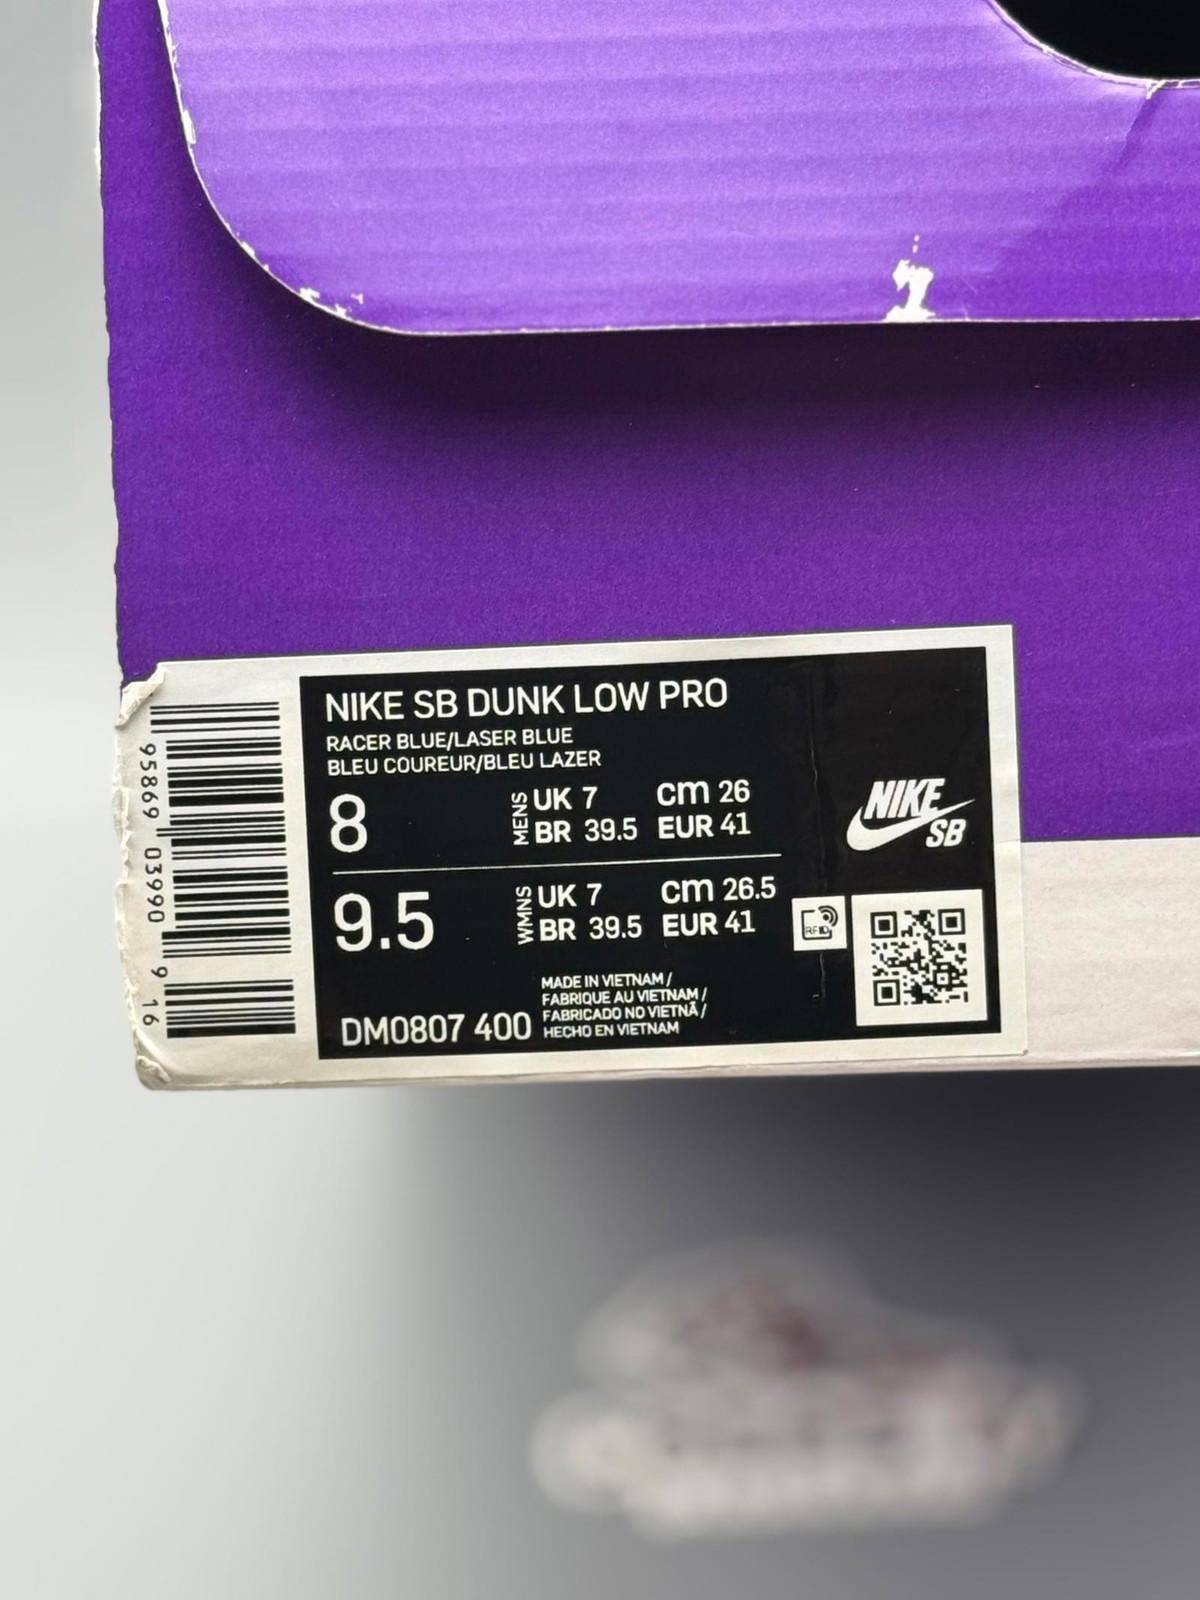 NIKE SB DUNK LOW PRO
RACER BLUE/LASER BLUE
BLEU COUREUR/BLEU LAZER
8
MENS
UK 7 cm 26
BR 39.5 EUR 41
9.5
WMNS
UK 7 cm 26.5
BR 39.5 EUR 41
DM0807 400
MADE IN VIETNAM /
FABRIQUE AU VIETNAM /
FABRICADO NO VIETNÃ /
HECHO EN VIETNAM
NIKE
SB
RFID
95869 03990 9 16